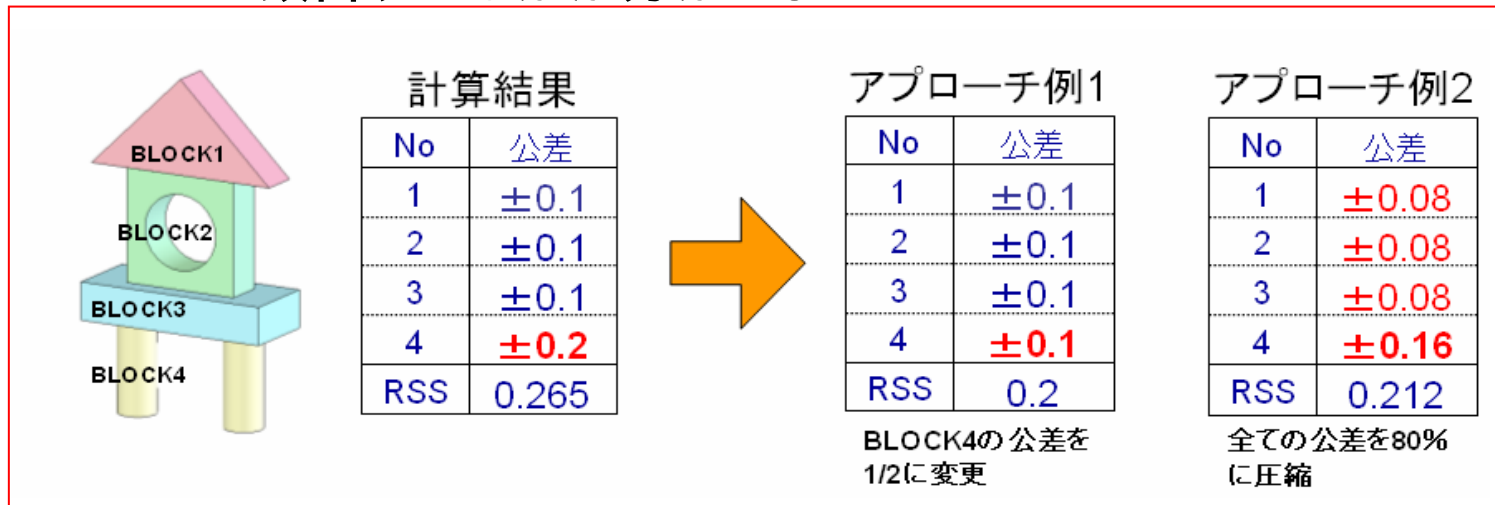 計算結果
アプローチ例1
アプローチ例2
BLOCK1
BLOCK2
BLOCK3
BLOCK4
No 公差
1 ±0.1
2 ±0.1
3 ±0.1
4 ±0.2
RSS 0.265
No 公差
1 ±0.1
2 ±0.1
3 ±0.1
4 ±0.1
RSS 0.2
BLOCK4の公差を
1/2に変更
No 公差
1 ±0.08
2 ±0.08
3 ±0.08
4 ±0.16
RSS 0.212
全ての公差を80%
に圧縮